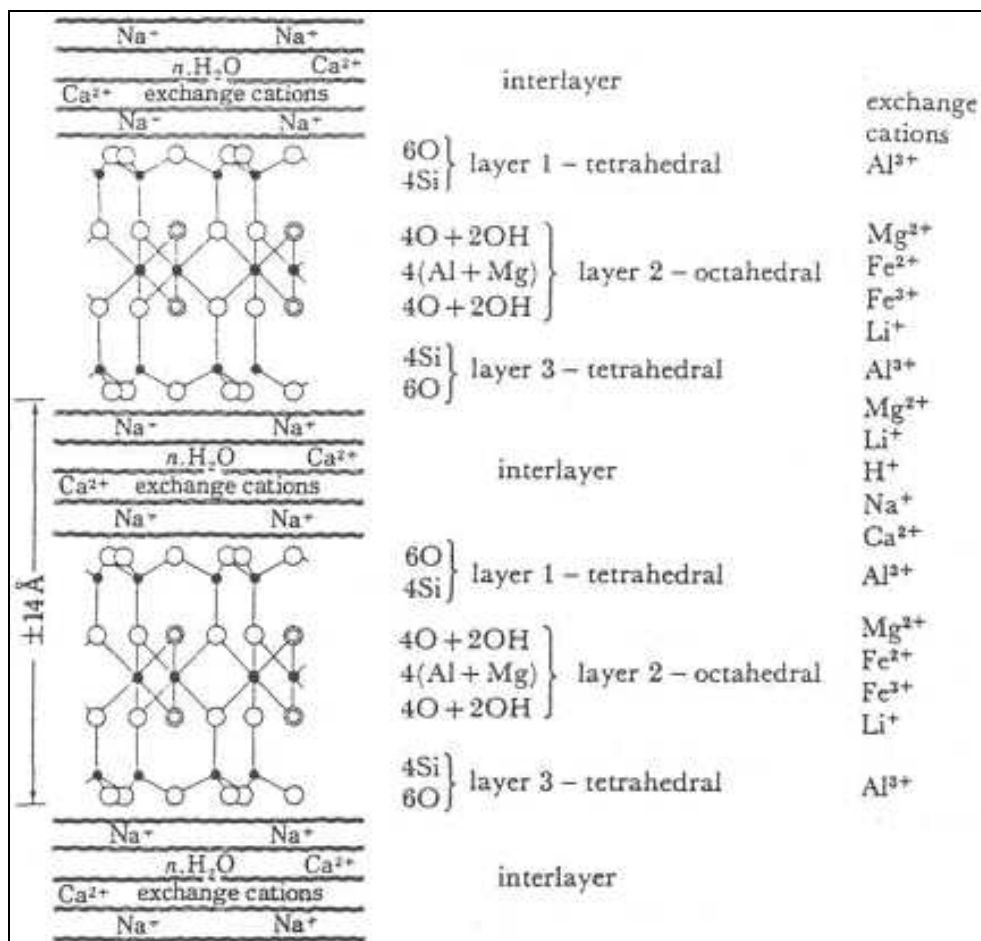 Na⁺ Na⁺
n.H₂O Ca²⁺
Ca²⁺ exchange cations
Na⁺ Na⁺
interlayer
exchange
cations
6O
4Si
layer 1 – tetrahedral
Al³⁺
4O + 2OH
4(Al + Mg)
4O + 2OH
layer 2 – octahedral
Mg²⁺
Fe²⁺
Fe³⁺
Li⁺
4Si
6O
layer 3 – tetrahedral
Al³⁺
Na⁺ Na⁺
n.H₂O Ca²⁺
Ca²⁺ exchange cations
Na⁺ Na⁺
interlayer
Mg²⁺
Li⁺
H⁺
Na⁺
Ca²⁺
±14 Å
6O
4Si
layer 1 – tetrahedral
Al³⁺
4O + 2OH
4(Al + Mg)
4O + 2OH
layer 2 – octahedral
Mg²⁺
Fe²⁺
Fe³⁺
Li⁺
4Si
6O
layer 3 – tetrahedral
Al³⁺
Na⁺ Na⁺
n.H₂O Ca²⁺
Ca²⁺ exchange cations
Na⁺ Na⁺
interlayer